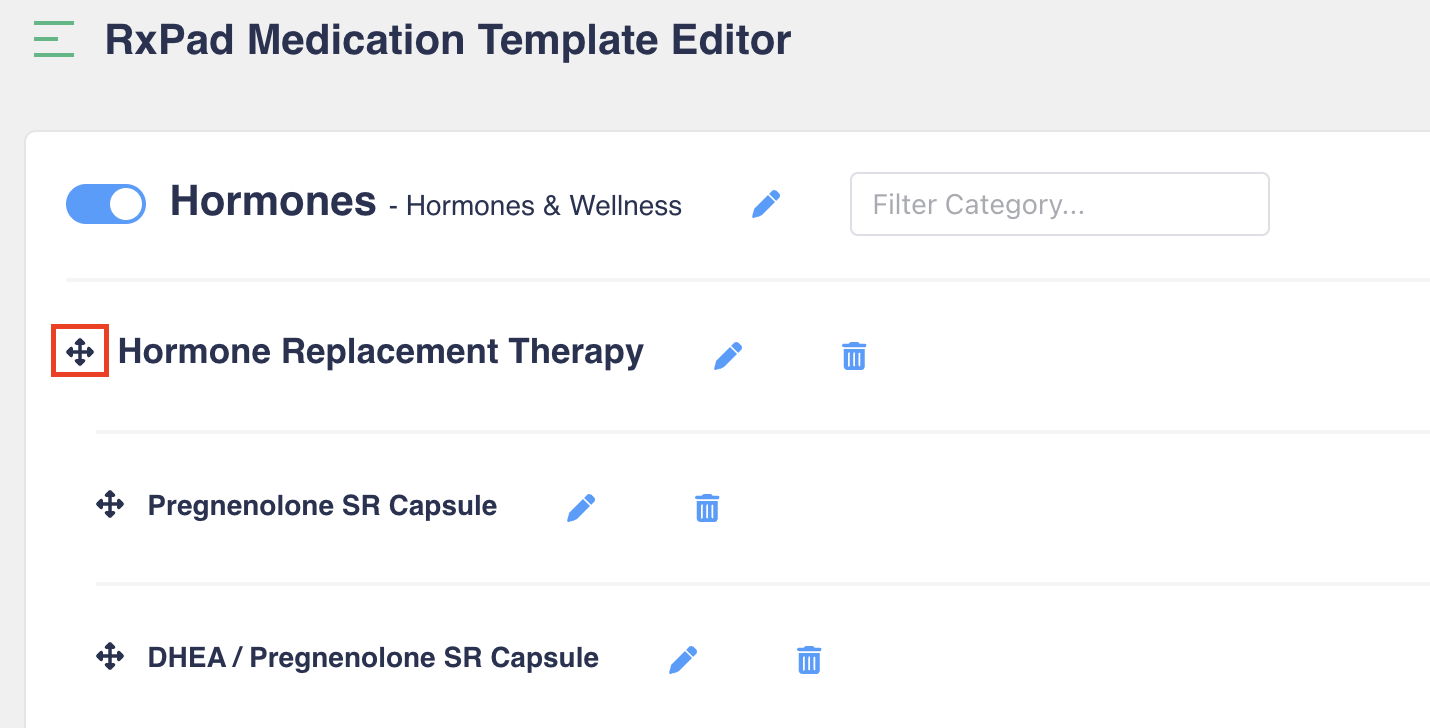 RxPad Medication Template Editor
Hormones - Hormones & Wellness
Filter Category...
Hormone Replacement Therapy
Pregnenolone SR Capsule
DHEA / Pregnenolone SR Capsule